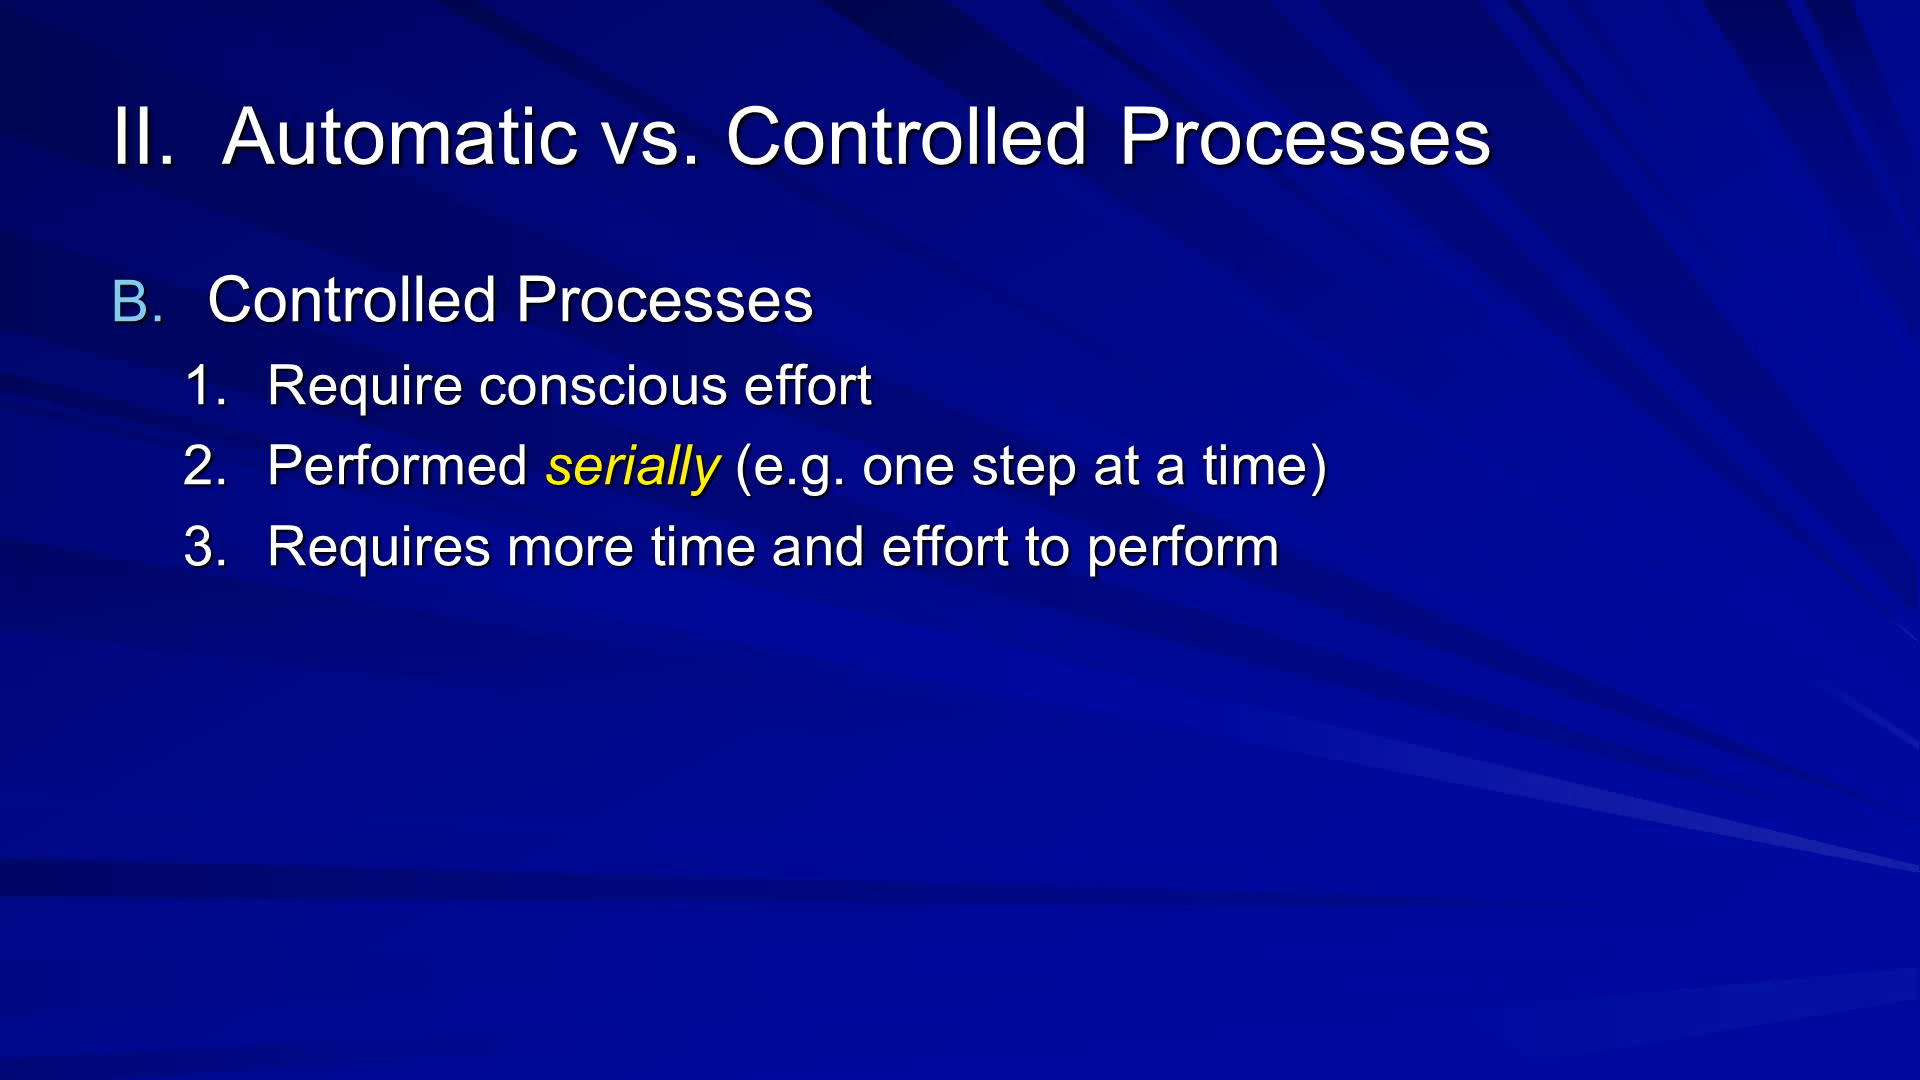 II. Automatic vs. Controlled Processes
B. Controlled Processes
1. Require conscious effort
2. Performed serially (e.g. one step at a time)
3. Requires more time and effort to perform